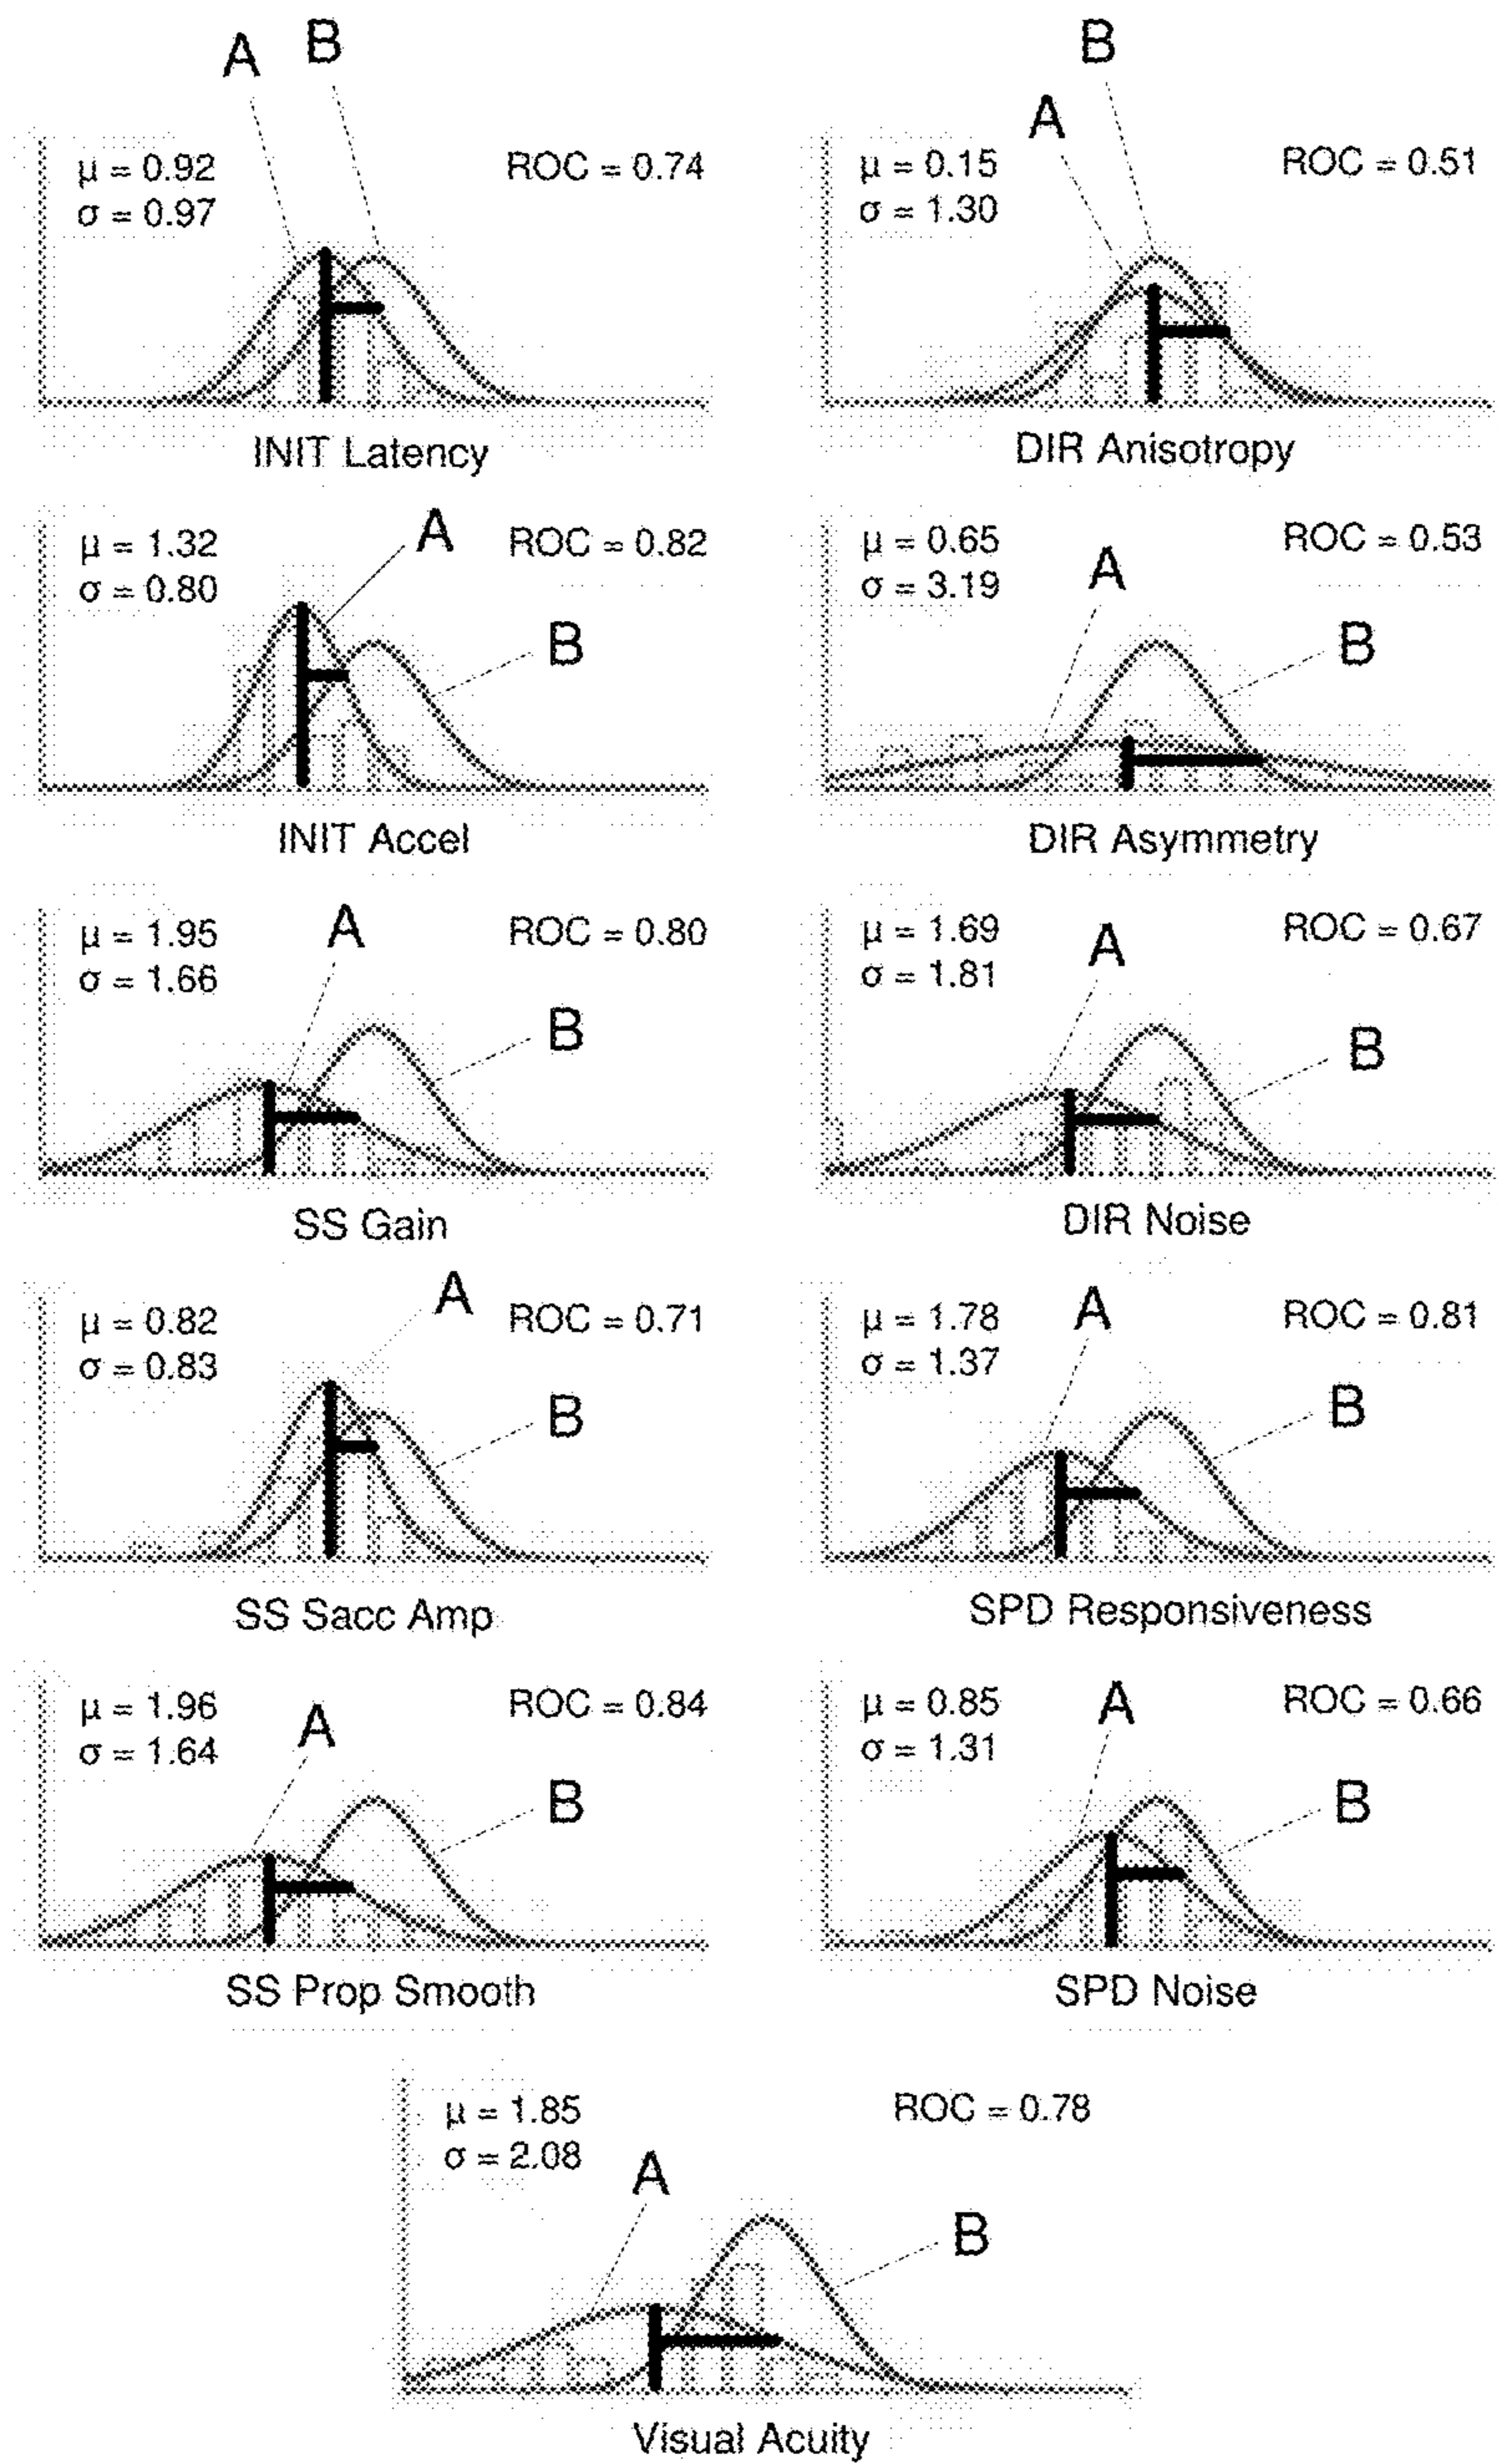 A B
μ = 0.92
σ = 0.97
ROC = 0.74
INIT Latency
B
A
μ = 0.15
σ = 1.30
ROC = 0.51
DIR Anisotropy
μ = 1.32
σ = 0.80
A
ROC = 0.82
B
INIT Accel
μ = 0.65
σ = 3.19
A
ROC = 0.53
B
DIR Asymmetry
μ = 1.95
σ = 1.66
A
ROC = 0.80
B
SS Gain
μ = 1.69
σ = 1.81
A
ROC = 0.67
B
DIR Noise
μ = 0.82
σ = 0.83
A
ROC = 0.71
B
SS Sacc Amp
μ = 1.78
σ = 1.37
A
ROC = 0.81
B
SPD Responsiveness
μ = 1.96
σ = 1.64
A
ROC = 0.84
B
SS Prop Smooth
μ = 0.85
σ = 1.31
A
ROC = 0.66
B
SPD Noise
μ = 1.85
σ = 2.08
A
ROC = 0.78
B
Visual Acuity